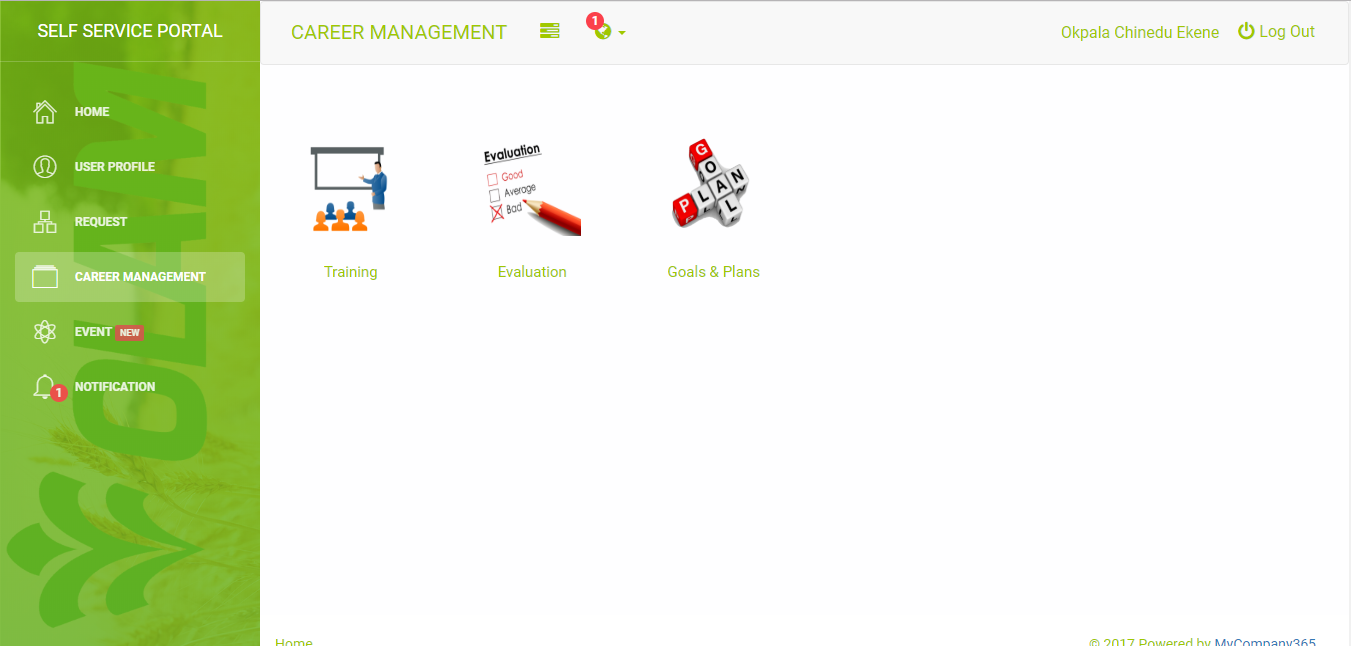 SELF SERVICE PORTAL
CAREER MANAGEMENT
1
Okpala Chinedu Ekene
Log Out
HOME
USER PROFILE
REQUEST
CAREER MANAGEMENT
EVENT NEW
NOTIFICATION
1
OLAM
Evaluation
Good
Average
Bad
GOAL
PLAN
Training
Evaluation
Goals & Plans
Home
© 2017 Powered by MyCompany365